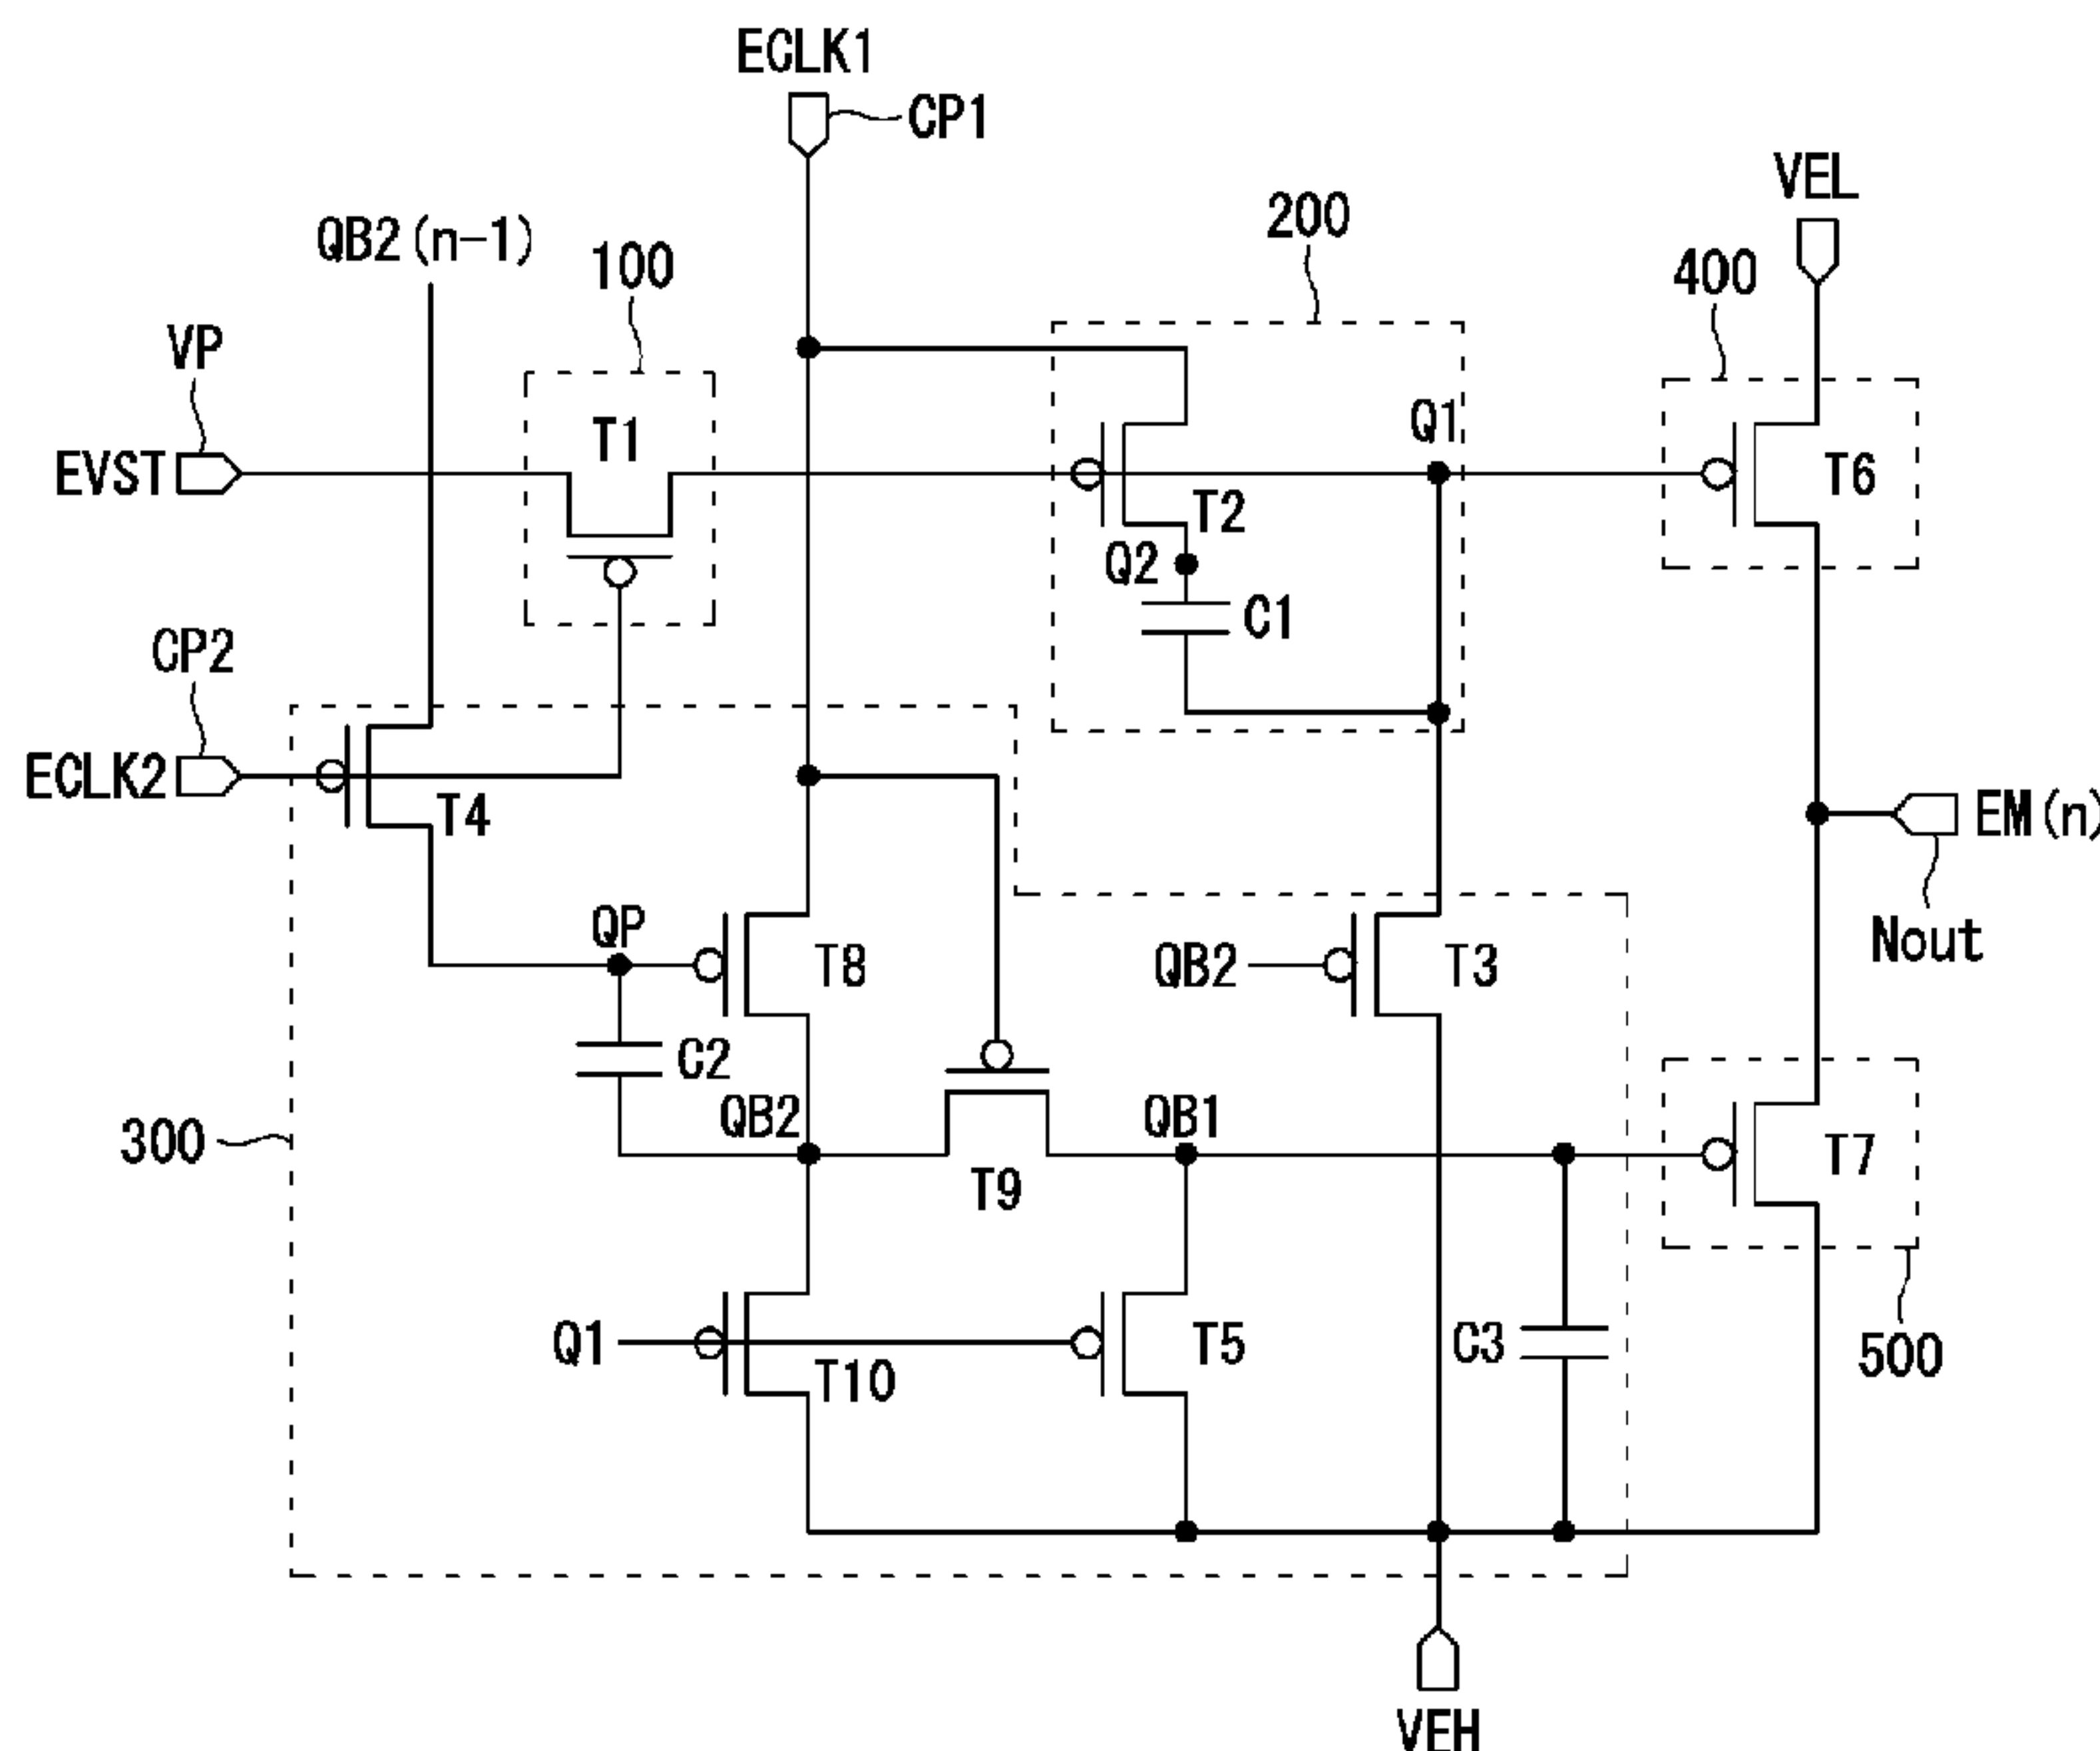 ECLK1
CP1
VEL
200
QB2(n-1)
100
400
VP
T1
Q1
EVST
T6
T2
Q2
C1
CP2
ECLK2
T4
EM(n)
QP
T8
QB2
T3
Nout
C2
QB2
QB1
300
T9
T7
Q1
T10
T5
C3
500
VEH